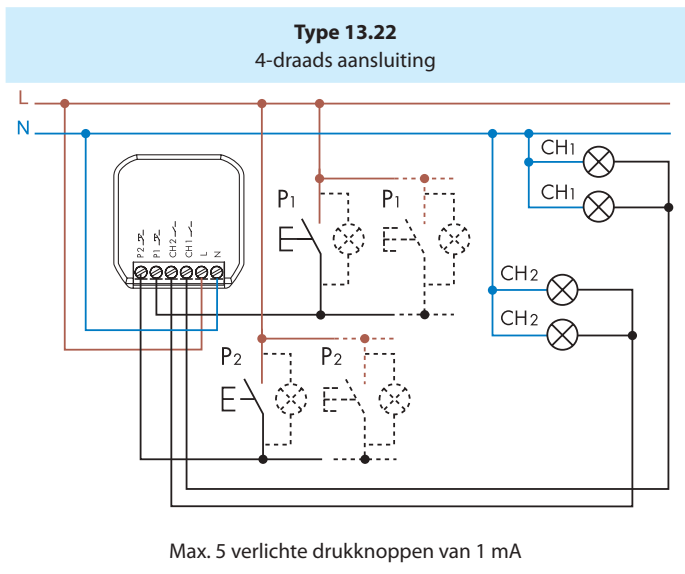 Type 13.22
4-draads aansluiting
L
N
CH1
CH1
P1
P1
P2
P1
CH2
CH1
L
N
CH2
CH2
P2
P2
Max. 5 verlichte drukknoppen van 1 mA